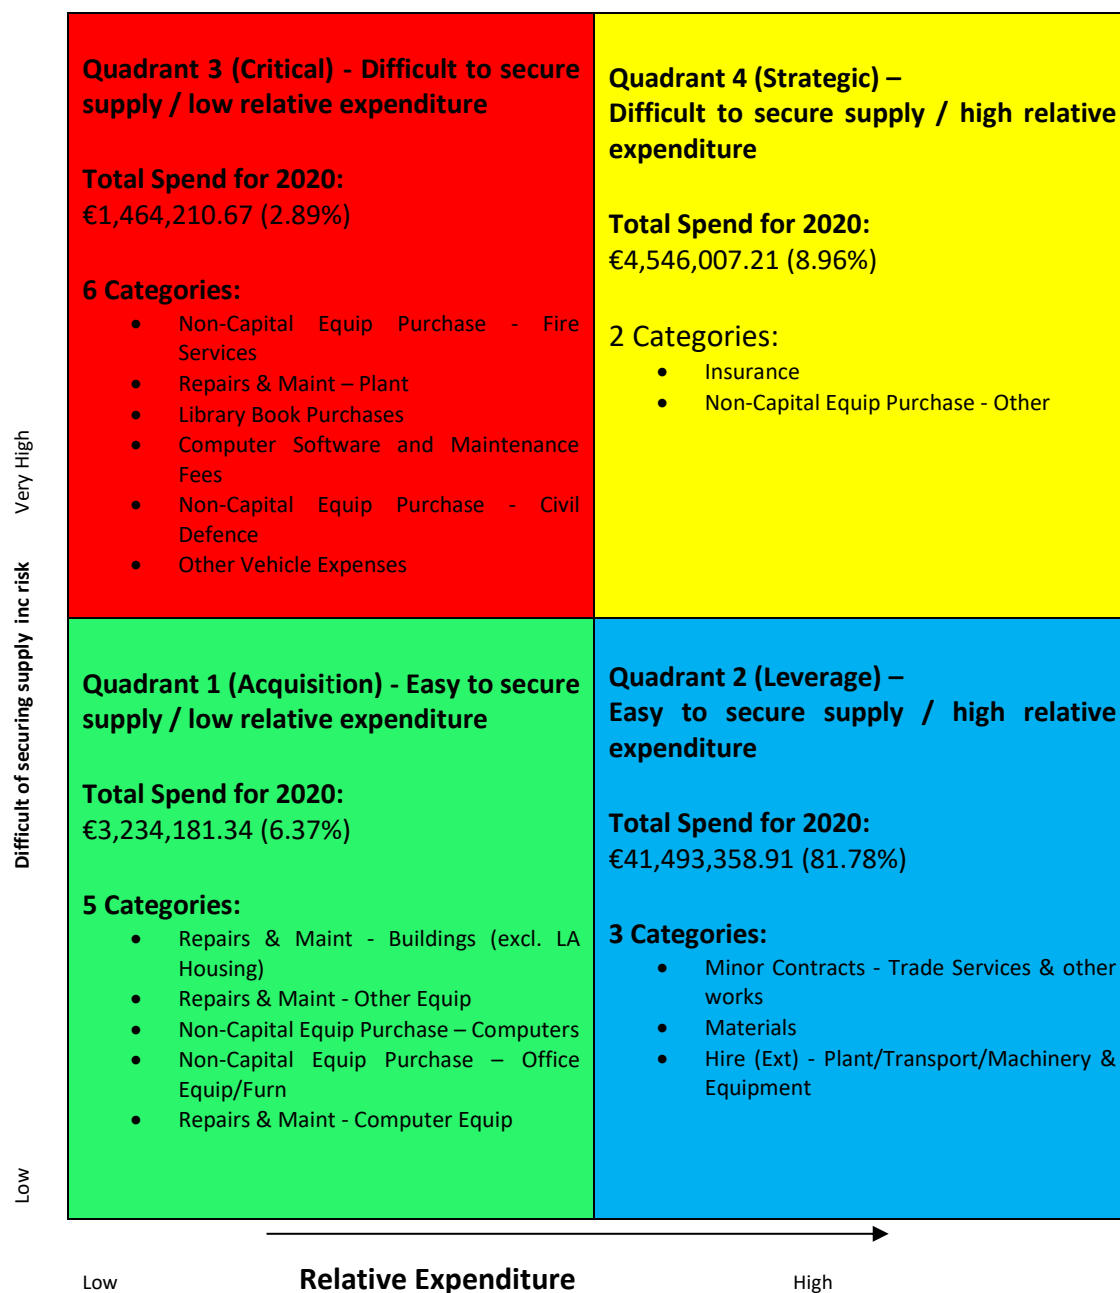 Quadrant 3 (Critical) - Difficult to secure
supply / low relative expenditure
Total Spend for 2020:
€1,464,210.67 (2.89%)
6 Categories:
• Non-Capital Equip Purchase - Fire
Services
• Repairs & Maint – Plant
• Library Book Purchases
• Computer Software and Maintenance
Fees
• Non-Capital Equip Purchase - Civil
Defence
• Other Vehicle Expenses
Quadrant 4 (Strategic) –
Difficult to secure supply / high relative
expenditure
Total Spend for 2020:
€4,546,007.21 (8.96%)
2 Categories:
• Insurance
• Non-Capital Equip Purchase - Other
Quadrant 1 (Acquisition) - Easy to secure
supply / low relative expenditure
Total Spend for 2020:
€3,234,181.34 (6.37%)
5 Categories:
• Repairs & Maint - Buildings (excl. LA
Housing)
• Repairs & Maint - Other Equip
• Non-Capital Equip Purchase – Computers
• Non-Capital Equip Purchase – Office
Equip/Furn
• Repairs & Maint - Computer Equip
Quadrant 2 (Leverage) –
Easy to secure supply / high relative
expenditure
Total Spend for 2020:
€41,493,358.91 (81.78%)
3 Categories:
• Minor Contracts - Trade Services & other
works
• Materials
• Hire (Ext) - Plant/Transport/Machinery &
Equipment
Low Difficult of securing supply inc risk Very High
Low Relative Expenditure High